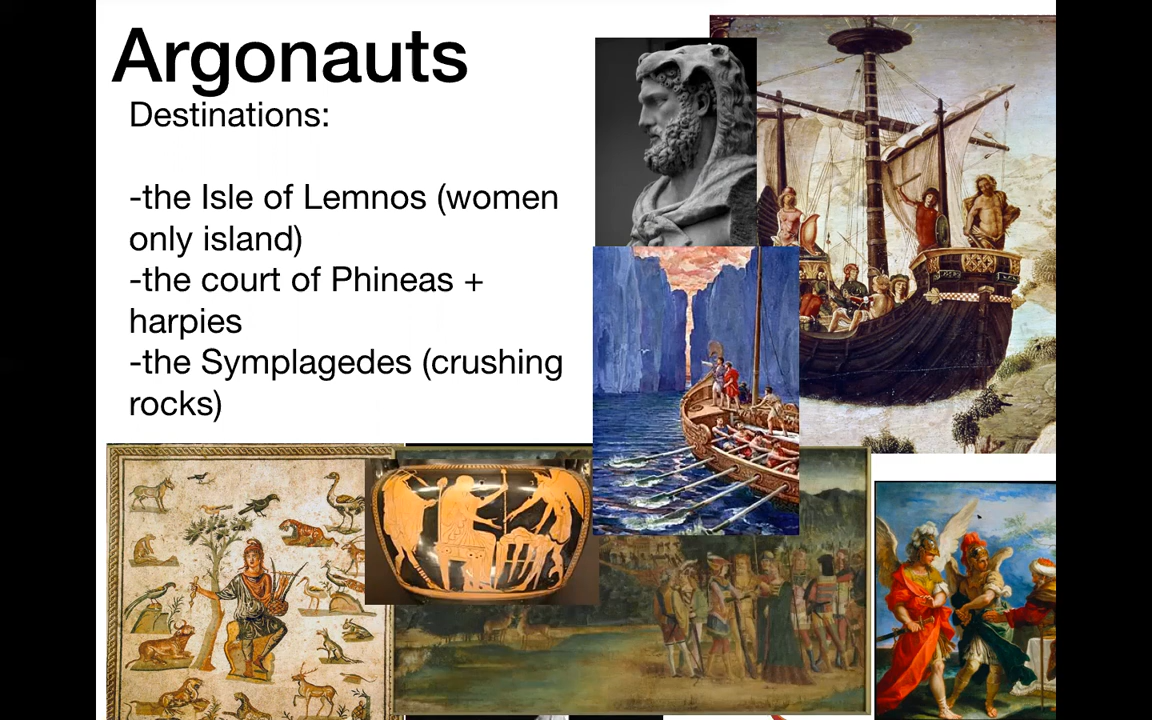 Argonauts
Destinations:
-the Isle of Lemnos (women
only island)
-the court of Phineas +
harpies
-the Symplagedes (crushing
rocks)